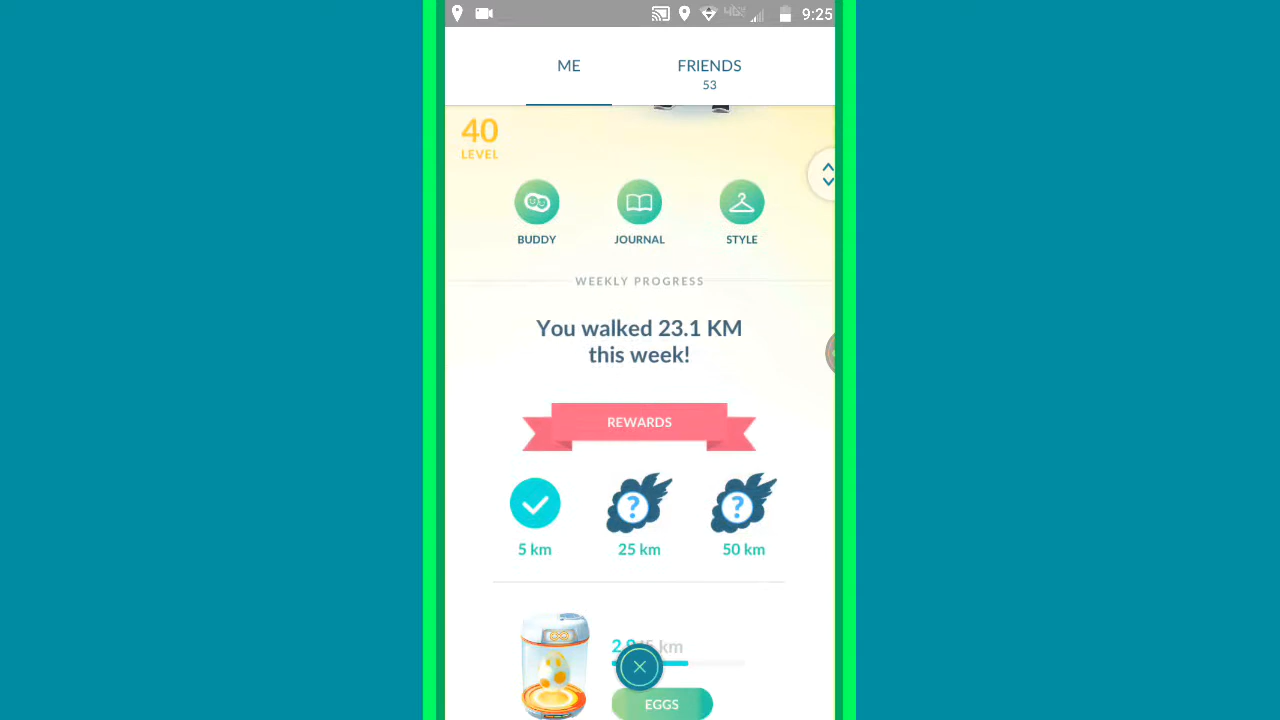 9:25
ME
FRIENDS
53
40
LEVEL
BUDDY
JOURNAL
STYLE
WEEKLY PROGRESS
You walked 23.1 KM
this week!
REWARDS
?
?
5 km
25 km
50 km
km
EGGS